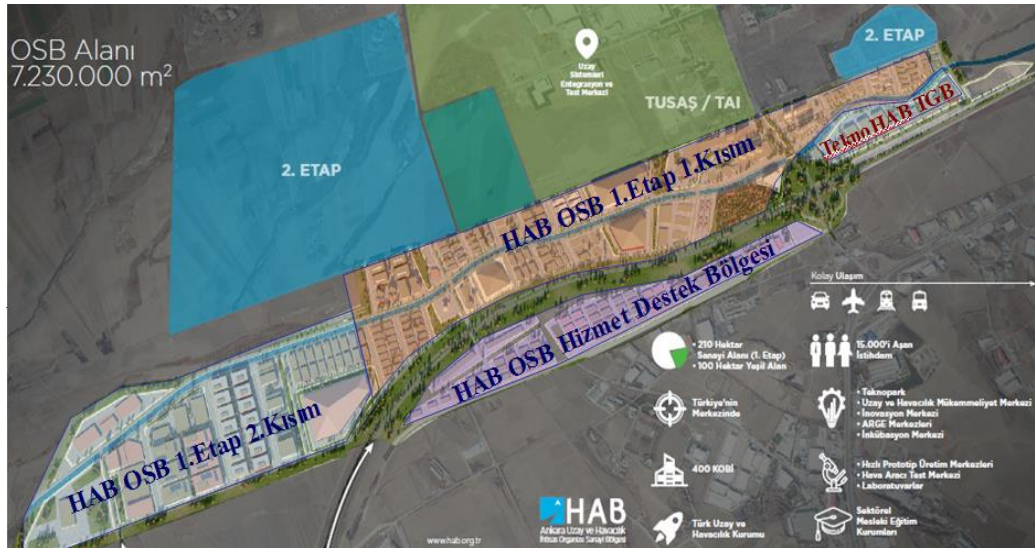 OSB Alanı
7.230.000 m²
2. ETAP
Uzay
Sistemleri
Entegrasyon ve
Test Merkezi
TUSAŞ / TAI
2. ETAP
TeknoHAB TGB
HAB OSB 1.Etap 1.Kısım
HAB OSB Hizmet Destek Bölgesi
HAB OSB 1.Etap 2.Kısım
Kolay Ulaşım
• 210 Hektar
Sanayi Alanı (1. Etap)
• 100 Hektar Yeşil Alan
15.000'i Aşan
İstihdam
Türkiye'nin
Merkezinde
• Teknopark
• Uzay ve Havacılık Mükemmeliyet Merkezi
• İnovasyon Merkezi
• ARGE Merkezleri
• İnkübasyon Merkezi
400 KOBİ
• Hızlı Prototip Üretim Merkezleri
• Hava Aracı Test Merkezi
• Laboratuvarlar
HAB
Ankara Uzay ve Havacılık
İhtisas Organize Sanayi Bölgesi
www.hab.org.tr
Türk Uzay ve
Havacılık Kurumu
Sektörel
Mesleki Eğitim
Kurumları